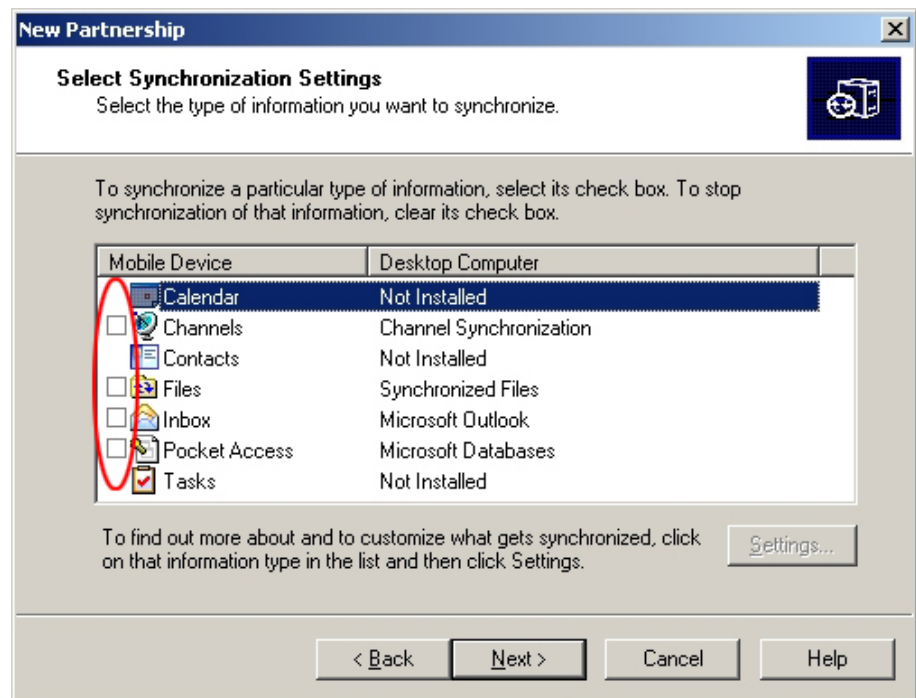 New Partnership
Select Synchronization Settings
Select the type of information you want to synchronize.
To synchronize a particular type of information, select its check box. To stop
synchronization of that information, clear its check box.
Mobile Device Desktop Computer
Calendar Not Installed
Channels Channel Synchronization
Contacts Not Installed
Files Synchronized Files
Inbox Microsoft Outlook
Pocket Access Microsoft Databases
Tasks Not Installed
To find out more about and to customize what gets synchronized, click
on that information type in the list and then click Settings.
Settings...
< Back Next > Cancel Help